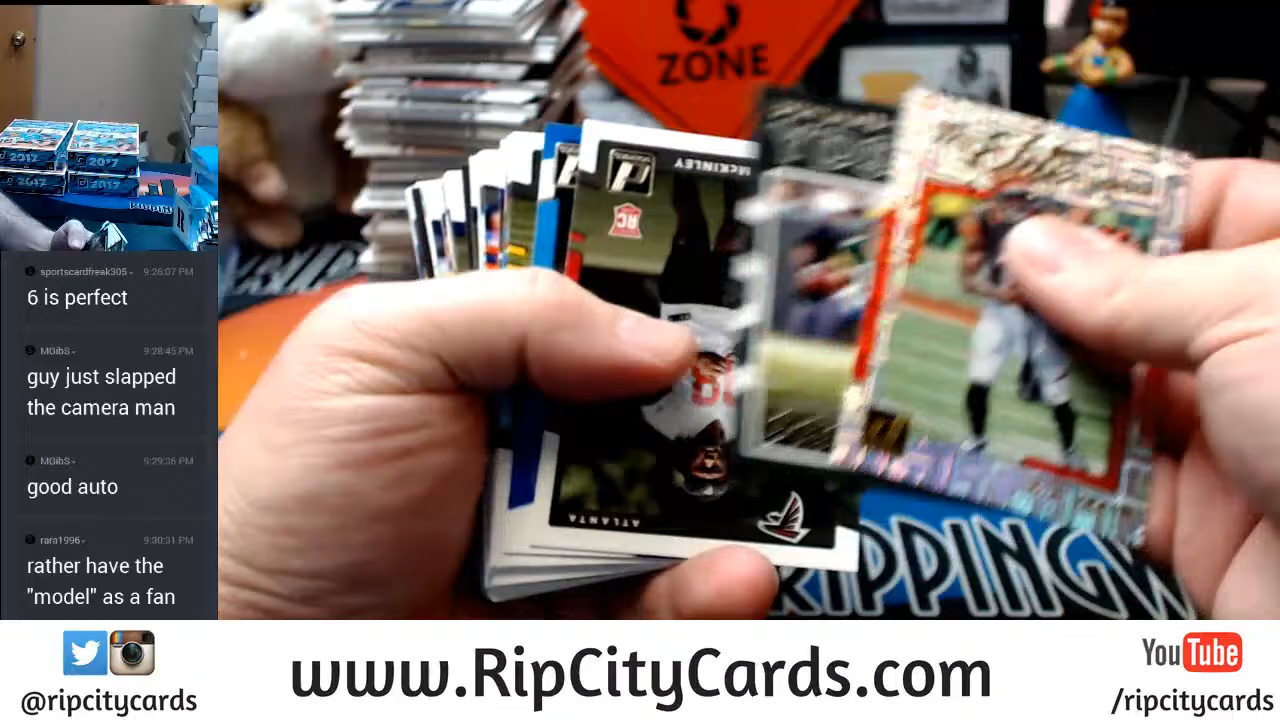 ZONE
2017
2017
2017
2017
RIPPIN
McKINLEY
RC
ATLANTA
RIPPINGW
sportscardfreak305- 9:26:07 PM
6 is perfect
MGibS- 9:28:45 PM
guy just slapped
the camera man
MGibS- 9:29:36 PM
good auto
rara1996- 9:30:31 PM
rather have the
"model" as a fan
@ripcitycards
www.RipCityCards.com
YouTube
/ripcitycards